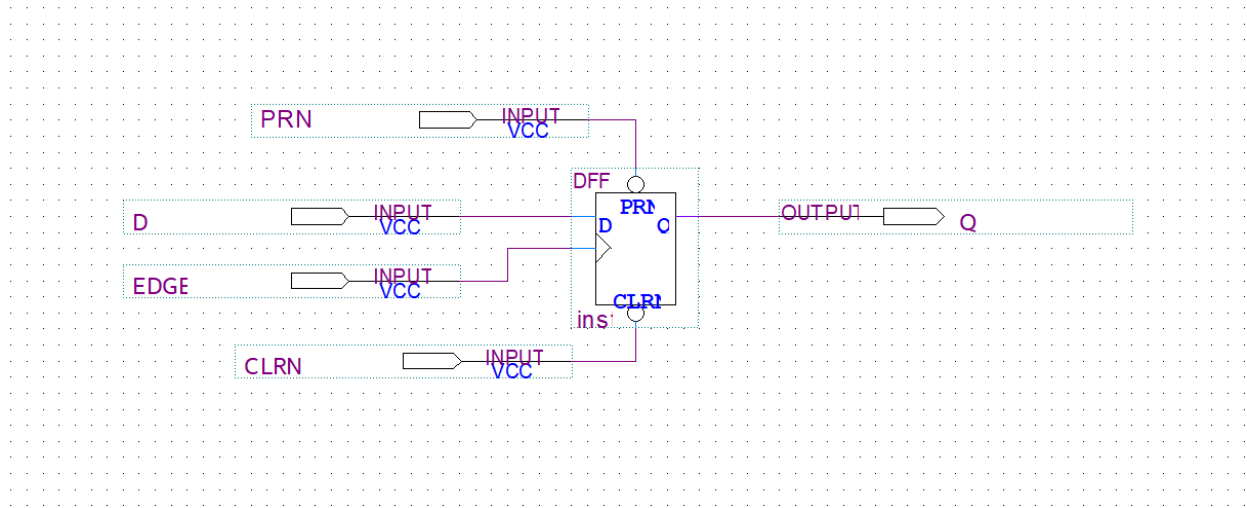 PRN
INPUT
VCC
DFF
PRN
D
INPUT
VCC
D
Q
OUTPUT
Q
EDGE
INPUT
VCC
CLRN
inst
CLRN
INPUT
VCC